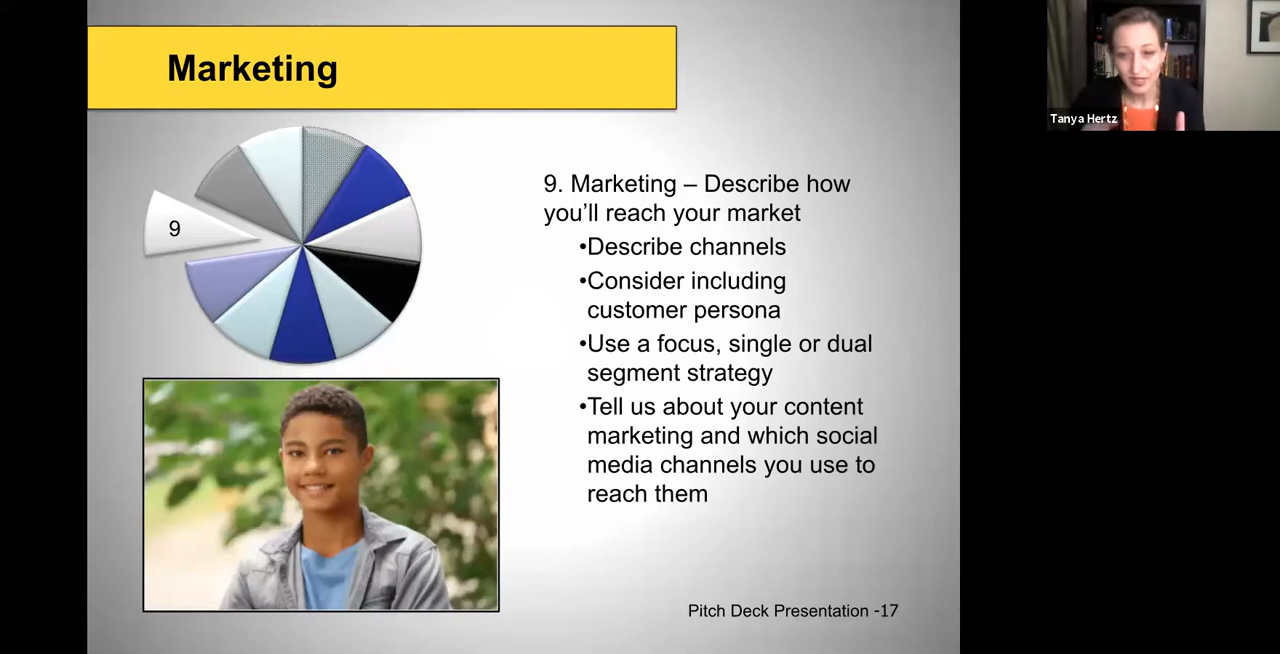 Marketing
9
9. Marketing – Describe how
you’ll reach your market
•Describe channels
•Consider including
customer persona
•Use a focus, single or dual
segment strategy
•Tell us about your content
marketing and which social
media channels you use to
reach them
Pitch Deck Presentation -17
Tanya Hertz